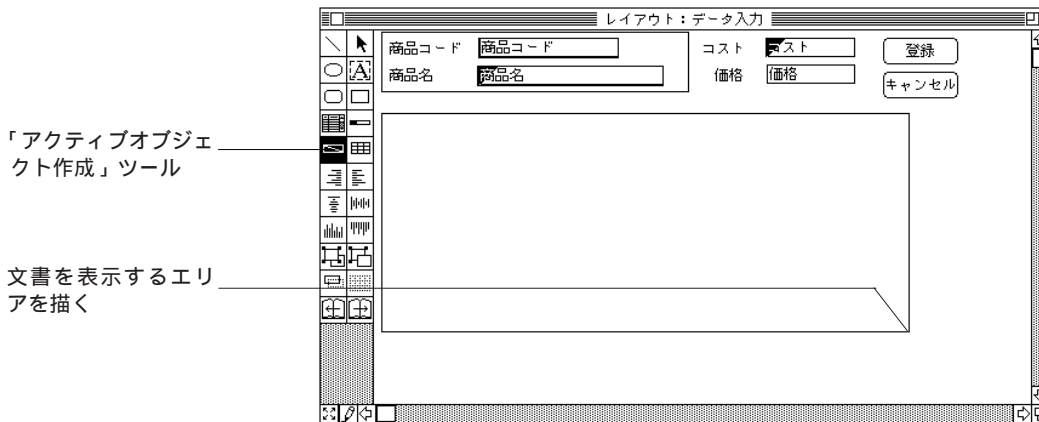 レイアウト：データ入力
商品コード 商品コード コスト コスト 登録
商品名 商品名 価格 価格 キャンセル
「アクティブオブジェ
クト作成」ツール
文書を表示するエリ
アを描く